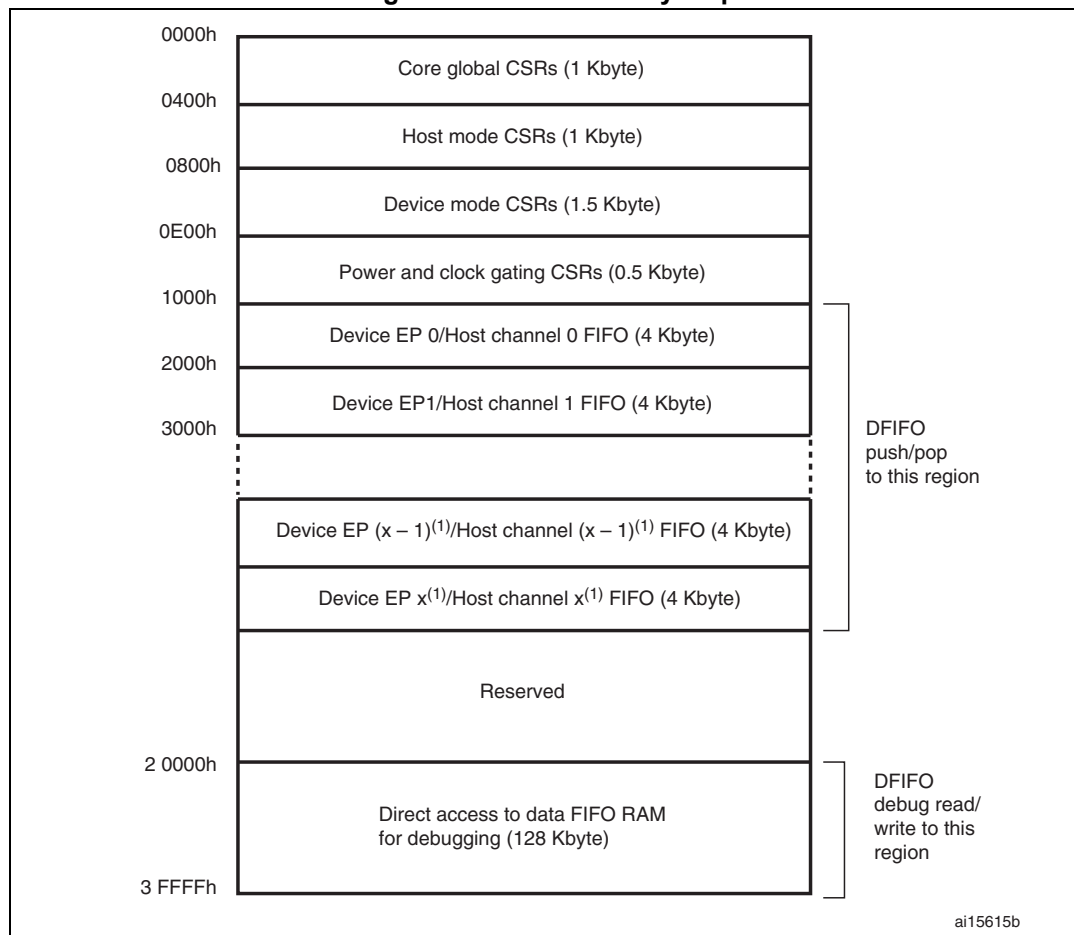 0000h
Core global CSRs (1 Kbyte)
0400h
Host mode CSRs (1 Kbyte)
0800h
Device mode CSRs (1.5 Kbyte)
0E00h
Power and clock gating CSRs (0.5 Kbyte)
1000h
Device EP 0/Host channel 0 FIFO (4 Kbyte)
2000h
Device EP1/Host channel 1 FIFO (4 Kbyte)
3000h
DFIFO
push/pop
to this region
Device EP (x – 1)(1)/Host channel (x – 1)(1) FIFO (4 Kbyte)
Device EP x(1)/Host channel x(1) FIFO (4 Kbyte)
Reserved
2 0000h
Direct access to data FIFO RAM
for debugging (128 Kbyte)
DFIFO
debug read/
write to this
region
3 FFFFh
ai15615b